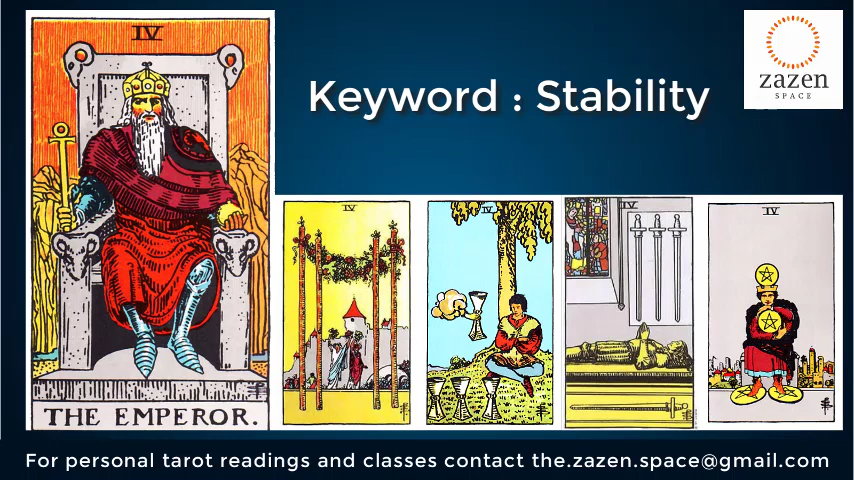 IV
THE EMPEROR.
Keyword : Stability
zazen
SPACE
IV
IV
IV
IV
For personal tarot readings and classes contact the.zazen.space@gmail.com